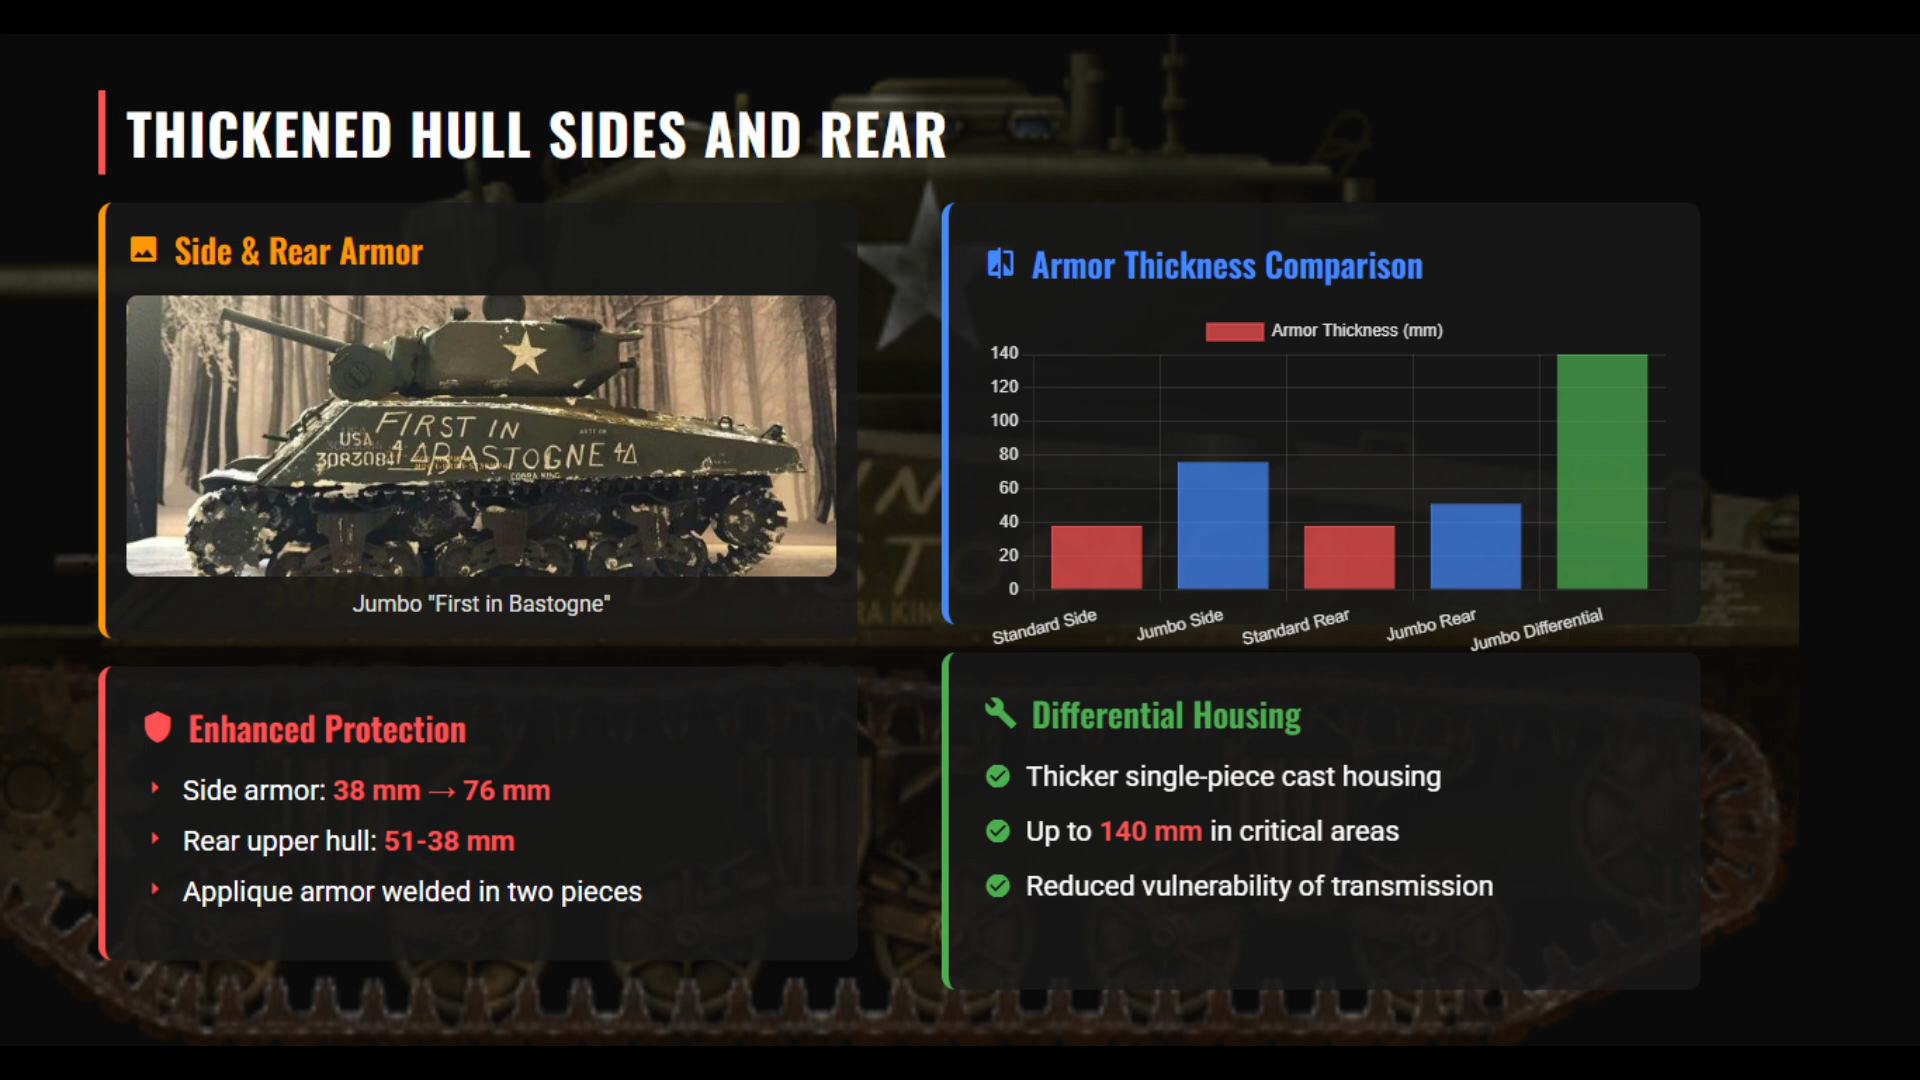 THICKENED HULL SIDES AND REAR
Side & Rear Armor
FIRST IN
USA
30830841
4ΔBASTOGNE 4Δ
COBRA KING
Jumbo "First in Bastogne"
Enhanced Protection
Side armor: 38 mm → 76 mm
Rear upper hull: 51-38 mm
Applique armor welded in two pieces
Armor Thickness Comparison
Armor Thickness (mm)
140
120
100
80
60
40
20
0
Standard Side
Jumbo Side
Standard Rear
Jumbo Rear
Jumbo Differential
Differential Housing
Thicker single-piece cast housing
Up to 140 mm in critical areas
Reduced vulnerability of transmission